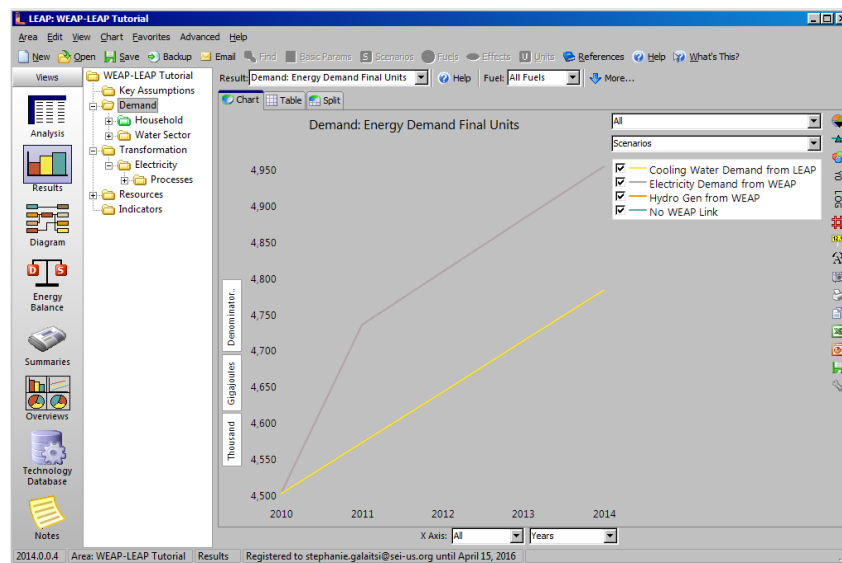 LEAP: WEAP-LEAP Tutorial
Area Edit View Chart Favorites Advanced Help
New Open Save Backup Email Find Basic Params Scenarios Fuels Effects Units References Help What's This?
Views
Analysis
Results
Diagram
Energy
Balance
Summaries
Overviews
Technology
Database
Notes
WEAP-LEAP Tutorial
Key Assumptions
Demand
Household
Water Sector
Transformation
Electricity
Processes
Resources
Indicators
Result: Demand: Energy Demand Final Units Help Fuel: All Fuels More...
Chart Table Split
Demand: Energy Demand Final Units
All
Scenarios
Cooling Water Demand from LEAP
Electricity Demand from WEAP
Hydro Gen from WEAP
No WEAP Link
4,950
4,900
4,850
4,800
4,750
4,700
4,650
4,600
4,550
4,500
Denominator..
Gigajoules
Thousand
2010 2011 2012 2013 2014
X Axis: All Years
LOG
2014.0.0.4 Area: WEAP-LEAP Tutorial Results Registered to stephanie.galaitsi@sei-us.org until April 15, 2016